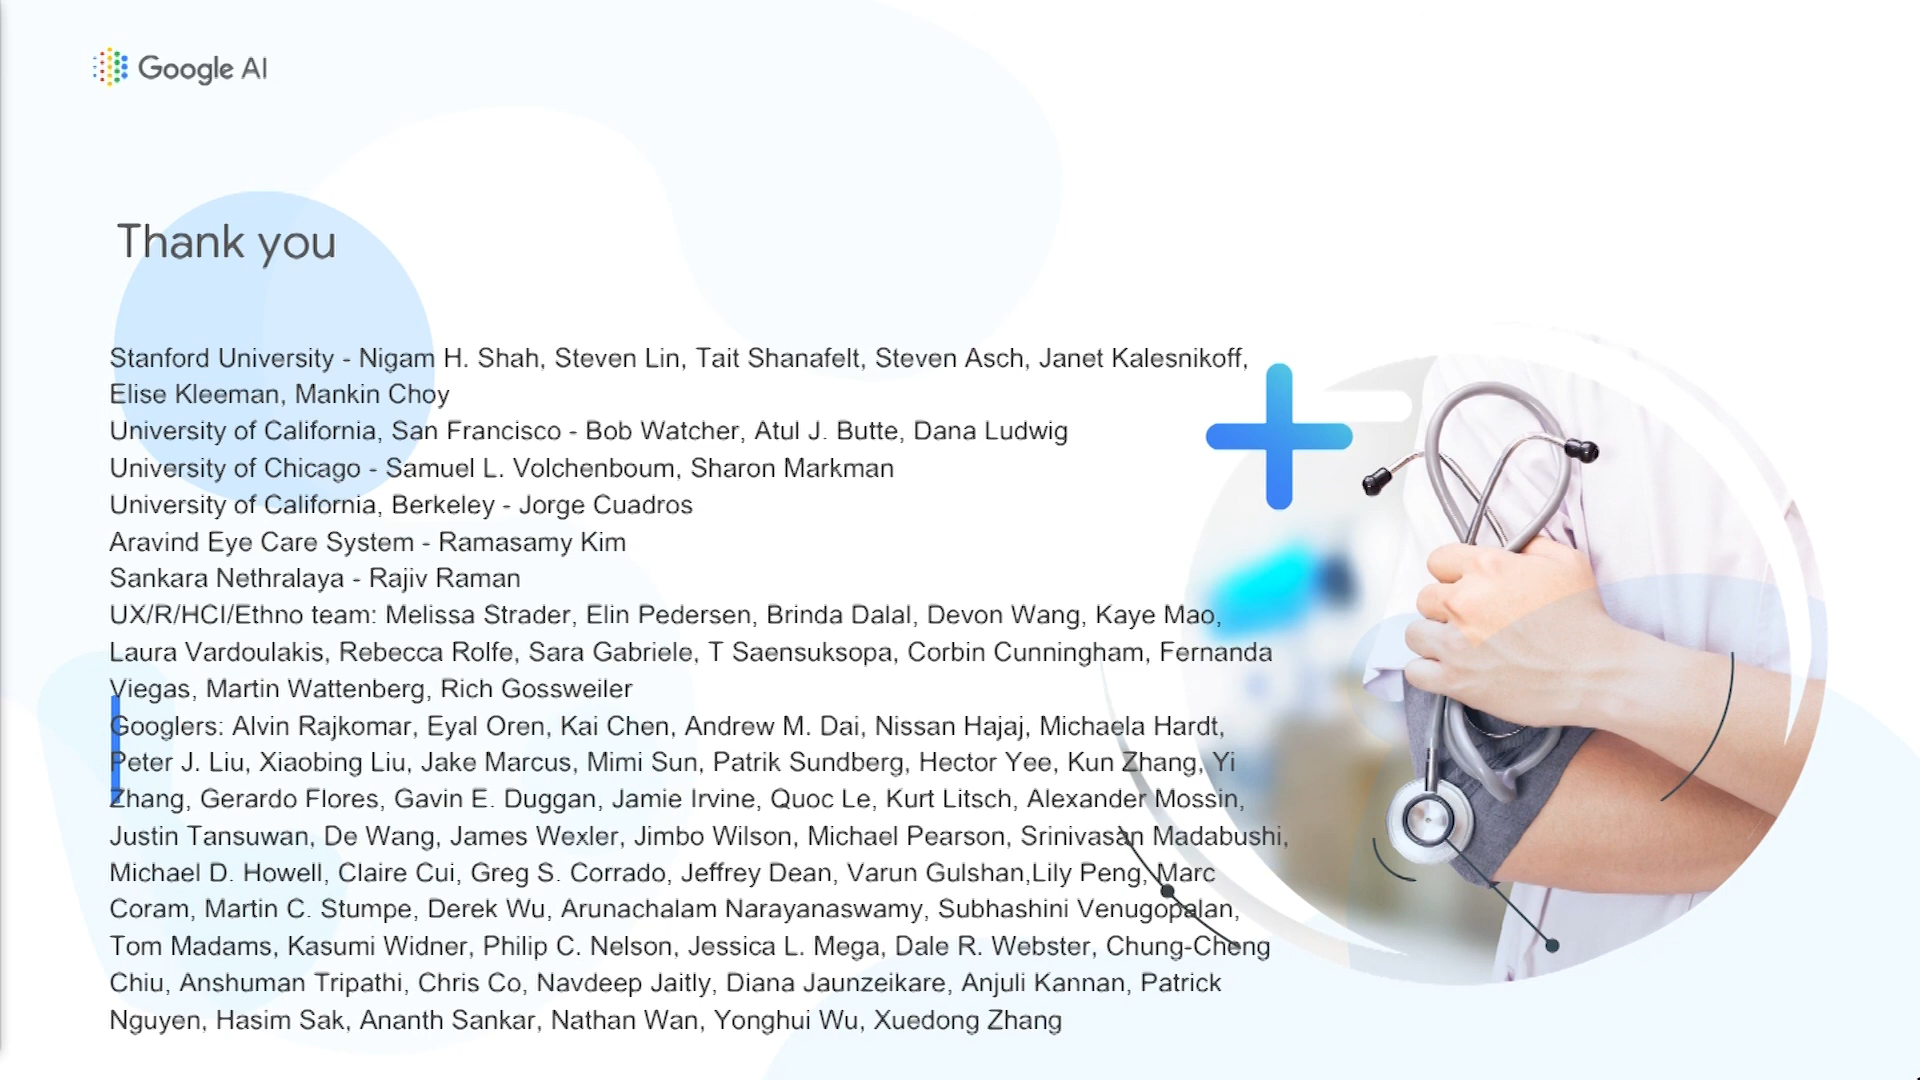 Google AI
Thank you
Stanford University - Nigam H. Shah, Steven Lin, Tait Shanafelt, Steven Asch, Janet Kalesnikoff,
Elise Kleeman, Mankin Choy
University of California, San Francisco - Bob Watcher, Atul J. Butte, Dana Ludwig
University of Chicago - Samuel L. Volchenboum, Sharon Markman
University of California, Berkeley - Jorge Cuadros
Aravind Eye Care System - Ramasamy Kim
Sankara Nethralaya - Rajiv Raman
UX/R/HCI/Ethno team: Melissa Strader, Elin Pedersen, Brinda Dalal, Devon Wang, Kaye Mao,
Laura Vardoulakis, Rebecca Rolfe, Sara Gabriele, T Saensuksopa, Corbin Cunningham, Fernanda
Viegas, Martin Wattenberg, Rich Gossweiler
Googlers: Alvin Rajkomar, Eyal Oren, Kai Chen, Andrew M. Dai, Nissan Hajaj, Michaela Hardt,
Peter J. Liu, Xiaobing Liu, Jake Marcus, Mimi Sun, Patrik Sundberg, Hector Yee, Kun Zhang, Yi
Zhang, Gerardo Flores, Gavin E. Duggan, Jamie Irvine, Quoc Le, Kurt Litsch, Alexander Mossin,
Justin Tansuwan, De Wang, James Wexler, Jimbo Wilson, Michael Pearson, Srinivasan Madabushi,
Michael D. Howell, Claire Cui, Greg S. Corrado, Jeffrey Dean, Varun Gulshan,Lily Peng, Marc
Coram, Martin C. Stumpe, Derek Wu, Arunachalam Narayanaswamy, Subhashini Venugopalan,
Tom Madams, Kasumi Widner, Philip C. Nelson, Jessica L. Mega, Dale R. Webster, Chung-Cheng
Chiu, Anshuman Tripathi, Chris Co, Navdeep Jaitly, Diana Jaunzeikare, Anjuli Kannan, Patrick
Nguyen, Hasim Sak, Ananth Sankar, Nathan Wan, Yonghui Wu, Xuedong Zhang